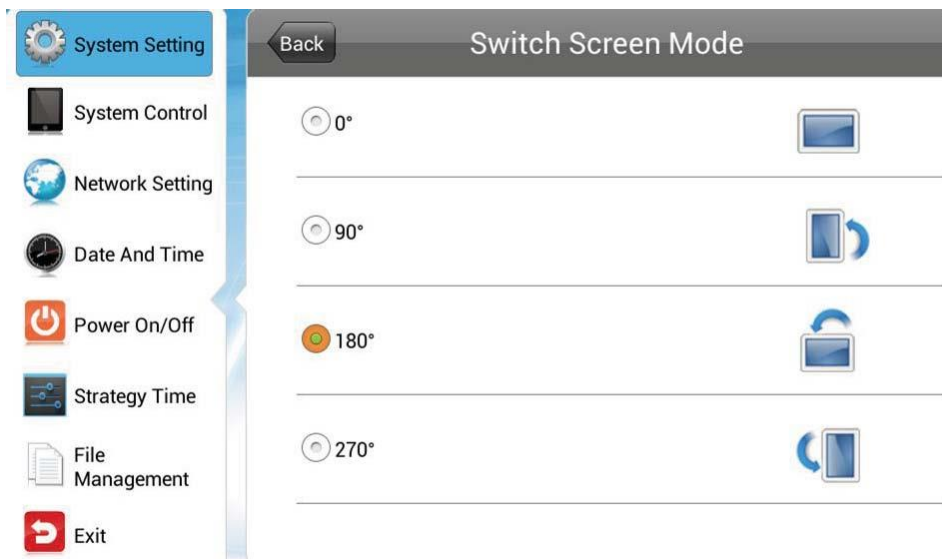 System Setting
System Control
Network Setting
Date And Time
Power On/Off
Strategy Time
File
Management
Exit
Back
Switch Screen Mode
0°
90°
180°
270°